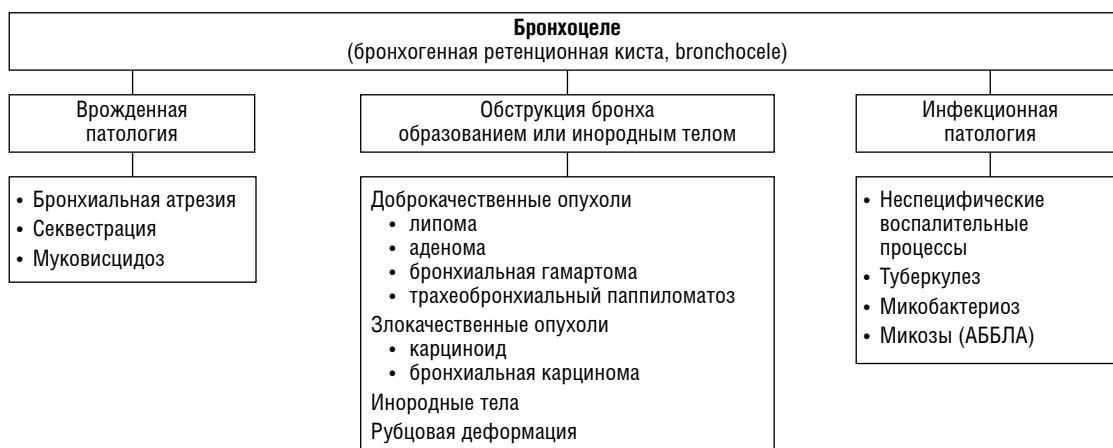 Бронхоцеле
(бронхогенная ретенционная киста, bronchocele)
Врожденная
патология
Обструкция бронха
образованием или инородным телом
Инфекционная
патология
• Бронхиальная атрезия
• Секвестрация
• Муковисцидоз
Доброкачественные опухоли
• липома
• аденома
• бронхиальная гамартома
• трахеобронхиальный паппиломатоз
Злокачественные опухоли
• карциноид
• бронхиальная карцинома
Инородные тела
Рубцовая деформация
• Неспецифические
воспалительные
процессы
• Туберкулез
• Микобактериоз
• Микозы (АББЛА)